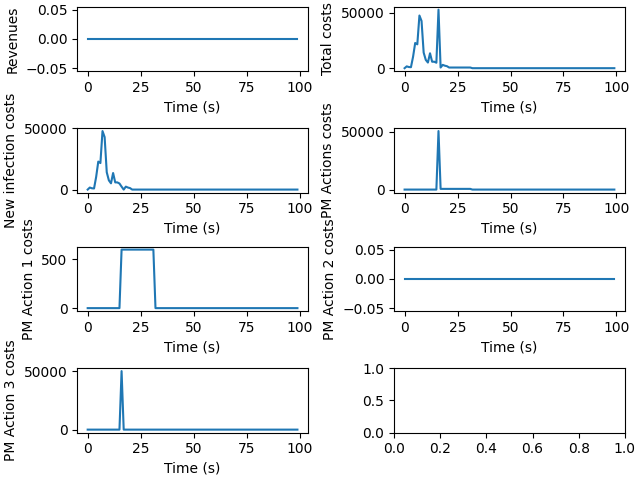 Revenues
0.05
0.00
−0.05
0 25 50 75 100
Time (s)
Total costs
50000
0
0 25 50 75 100
Time (s)
New infection costs
50000
0
0 25 50 75 100
Time (s)
PM Actions costs
50000
0
0 25 50 75 100
Time (s)
PM Action 1 costs
500
0
0 25 50 75 100
Time (s)
PM Action 2 costs
0.05
0.00
−0.05
0 25 50 75 100
Time (s)
PM Action 3 costs
50000
0
0 25 50 75 100
Time (s)
1.0
0.5
0.0
0.0 0.2 0.4 0.6 0.8 1.0